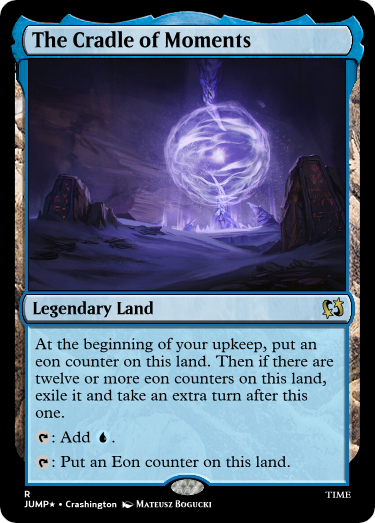 The Cradle of Moments
Legendary Land
At the beginning of your upkeep, put an
eon counter on this land. Then if there are
twelve or more eon counters on this land,
exile it and take an extra turn after this
one.
: Add .
: Put an Eon counter on this land.
R
TIME
JUMP★ • Crashington Mateusz Bogucki